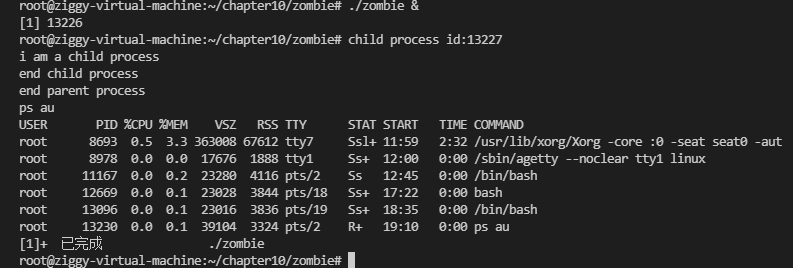 root@ziggy-virtual-machine:~/chapter10/zombie# ./zombie &
[1] 13226
root@ziggy-virtual-machine:~/chapter10/zombie# child process id:13227
i am a child process
end child process
end parent process
ps au
USER       PID %CPU %MEM    VSZ   RSS TTY      STAT START   TIME COMMAND
root      8693  0.5  3.3 363008 67612 tty7     Ssl+ 11:59   2:32 /usr/lib/xorg/Xorg -core :0 -seat seat0 -aut
root      8978  0.0  0.0  17676  1888 tty1     Ss+  12:00   0:00 /sbin/agetty --noclear tty1 linux
root     11167  0.0  0.2  23280  4116 pts/2    Ss   12:45   0:00 /bin/bash
root     12669  0.0  0.1  23028  3844 pts/18   Ss+  17:22   0:00 bash
root     13096  0.0  0.1  23016  3836 pts/19   Ss+  18:35   0:00 /bin/bash
root     13230  0.0  0.1  39104  3324 pts/2    R+   19:10   0:00 ps au
[1]+  已完成               ./zombie
root@ziggy-virtual-machine:~/chapter10/zombie#